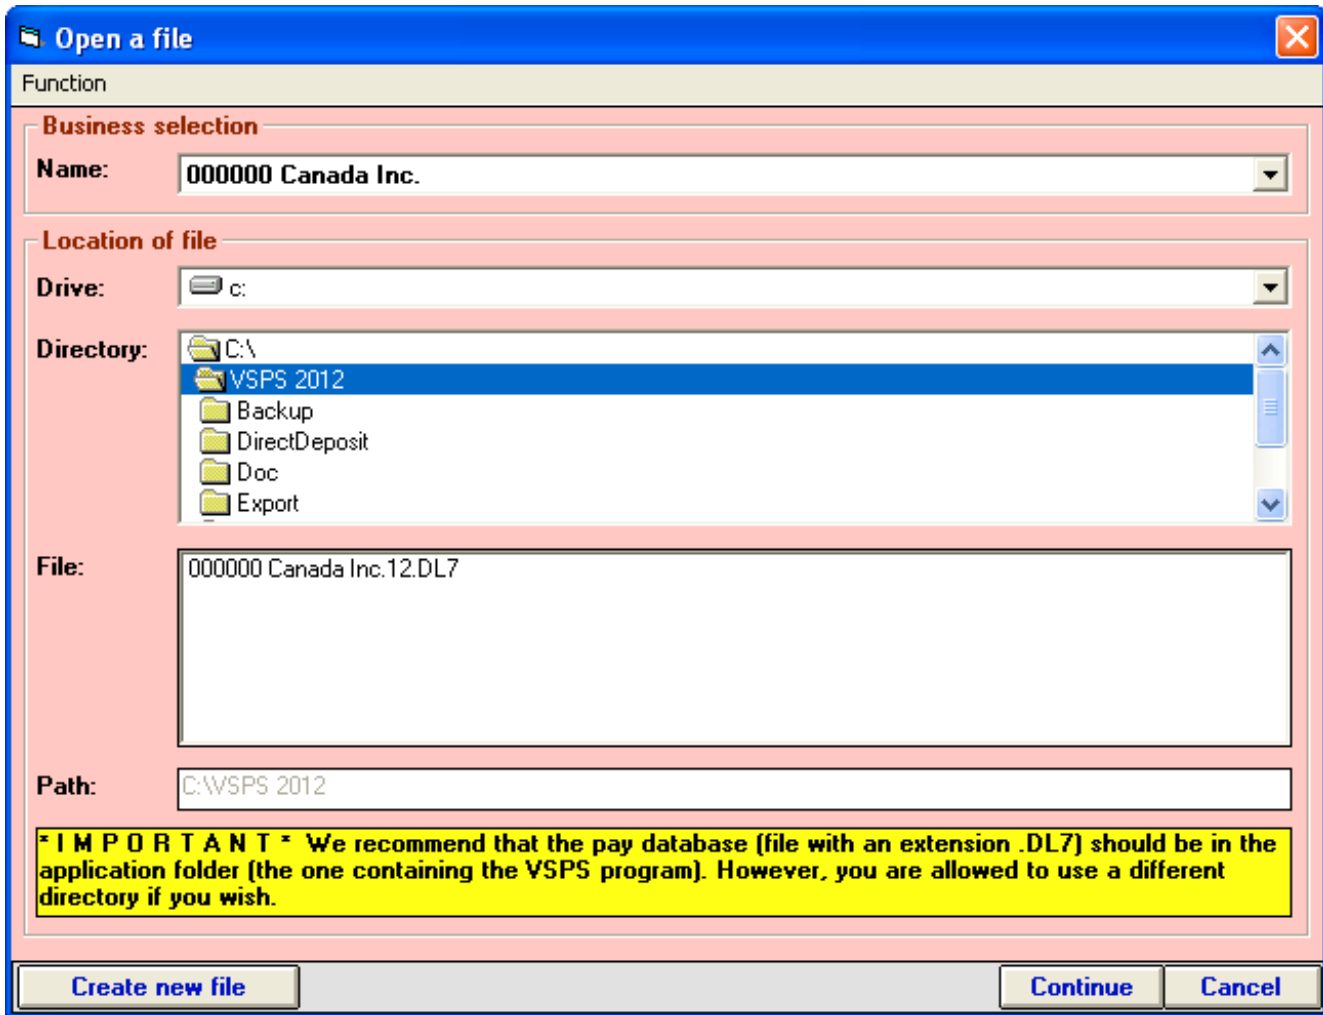 Open a file
Function
Business selection
Name:
000000 Canada Inc.
Location of file
Drive:
c:
Directory:
C:\
VSPS 2012
Backup
DirectDeposit
Doc
Export
File:
000000 Canada Inc.12.DL7
Path:
C:\VSPS 2012
* I M P O R T A N T *  We recommend that the pay database (file with an extension .DL7) should be in the
application folder (the one containing the VSPS program). However, you are allowed to use a different
directory if you wish.
Create new file
Continue
Cancel